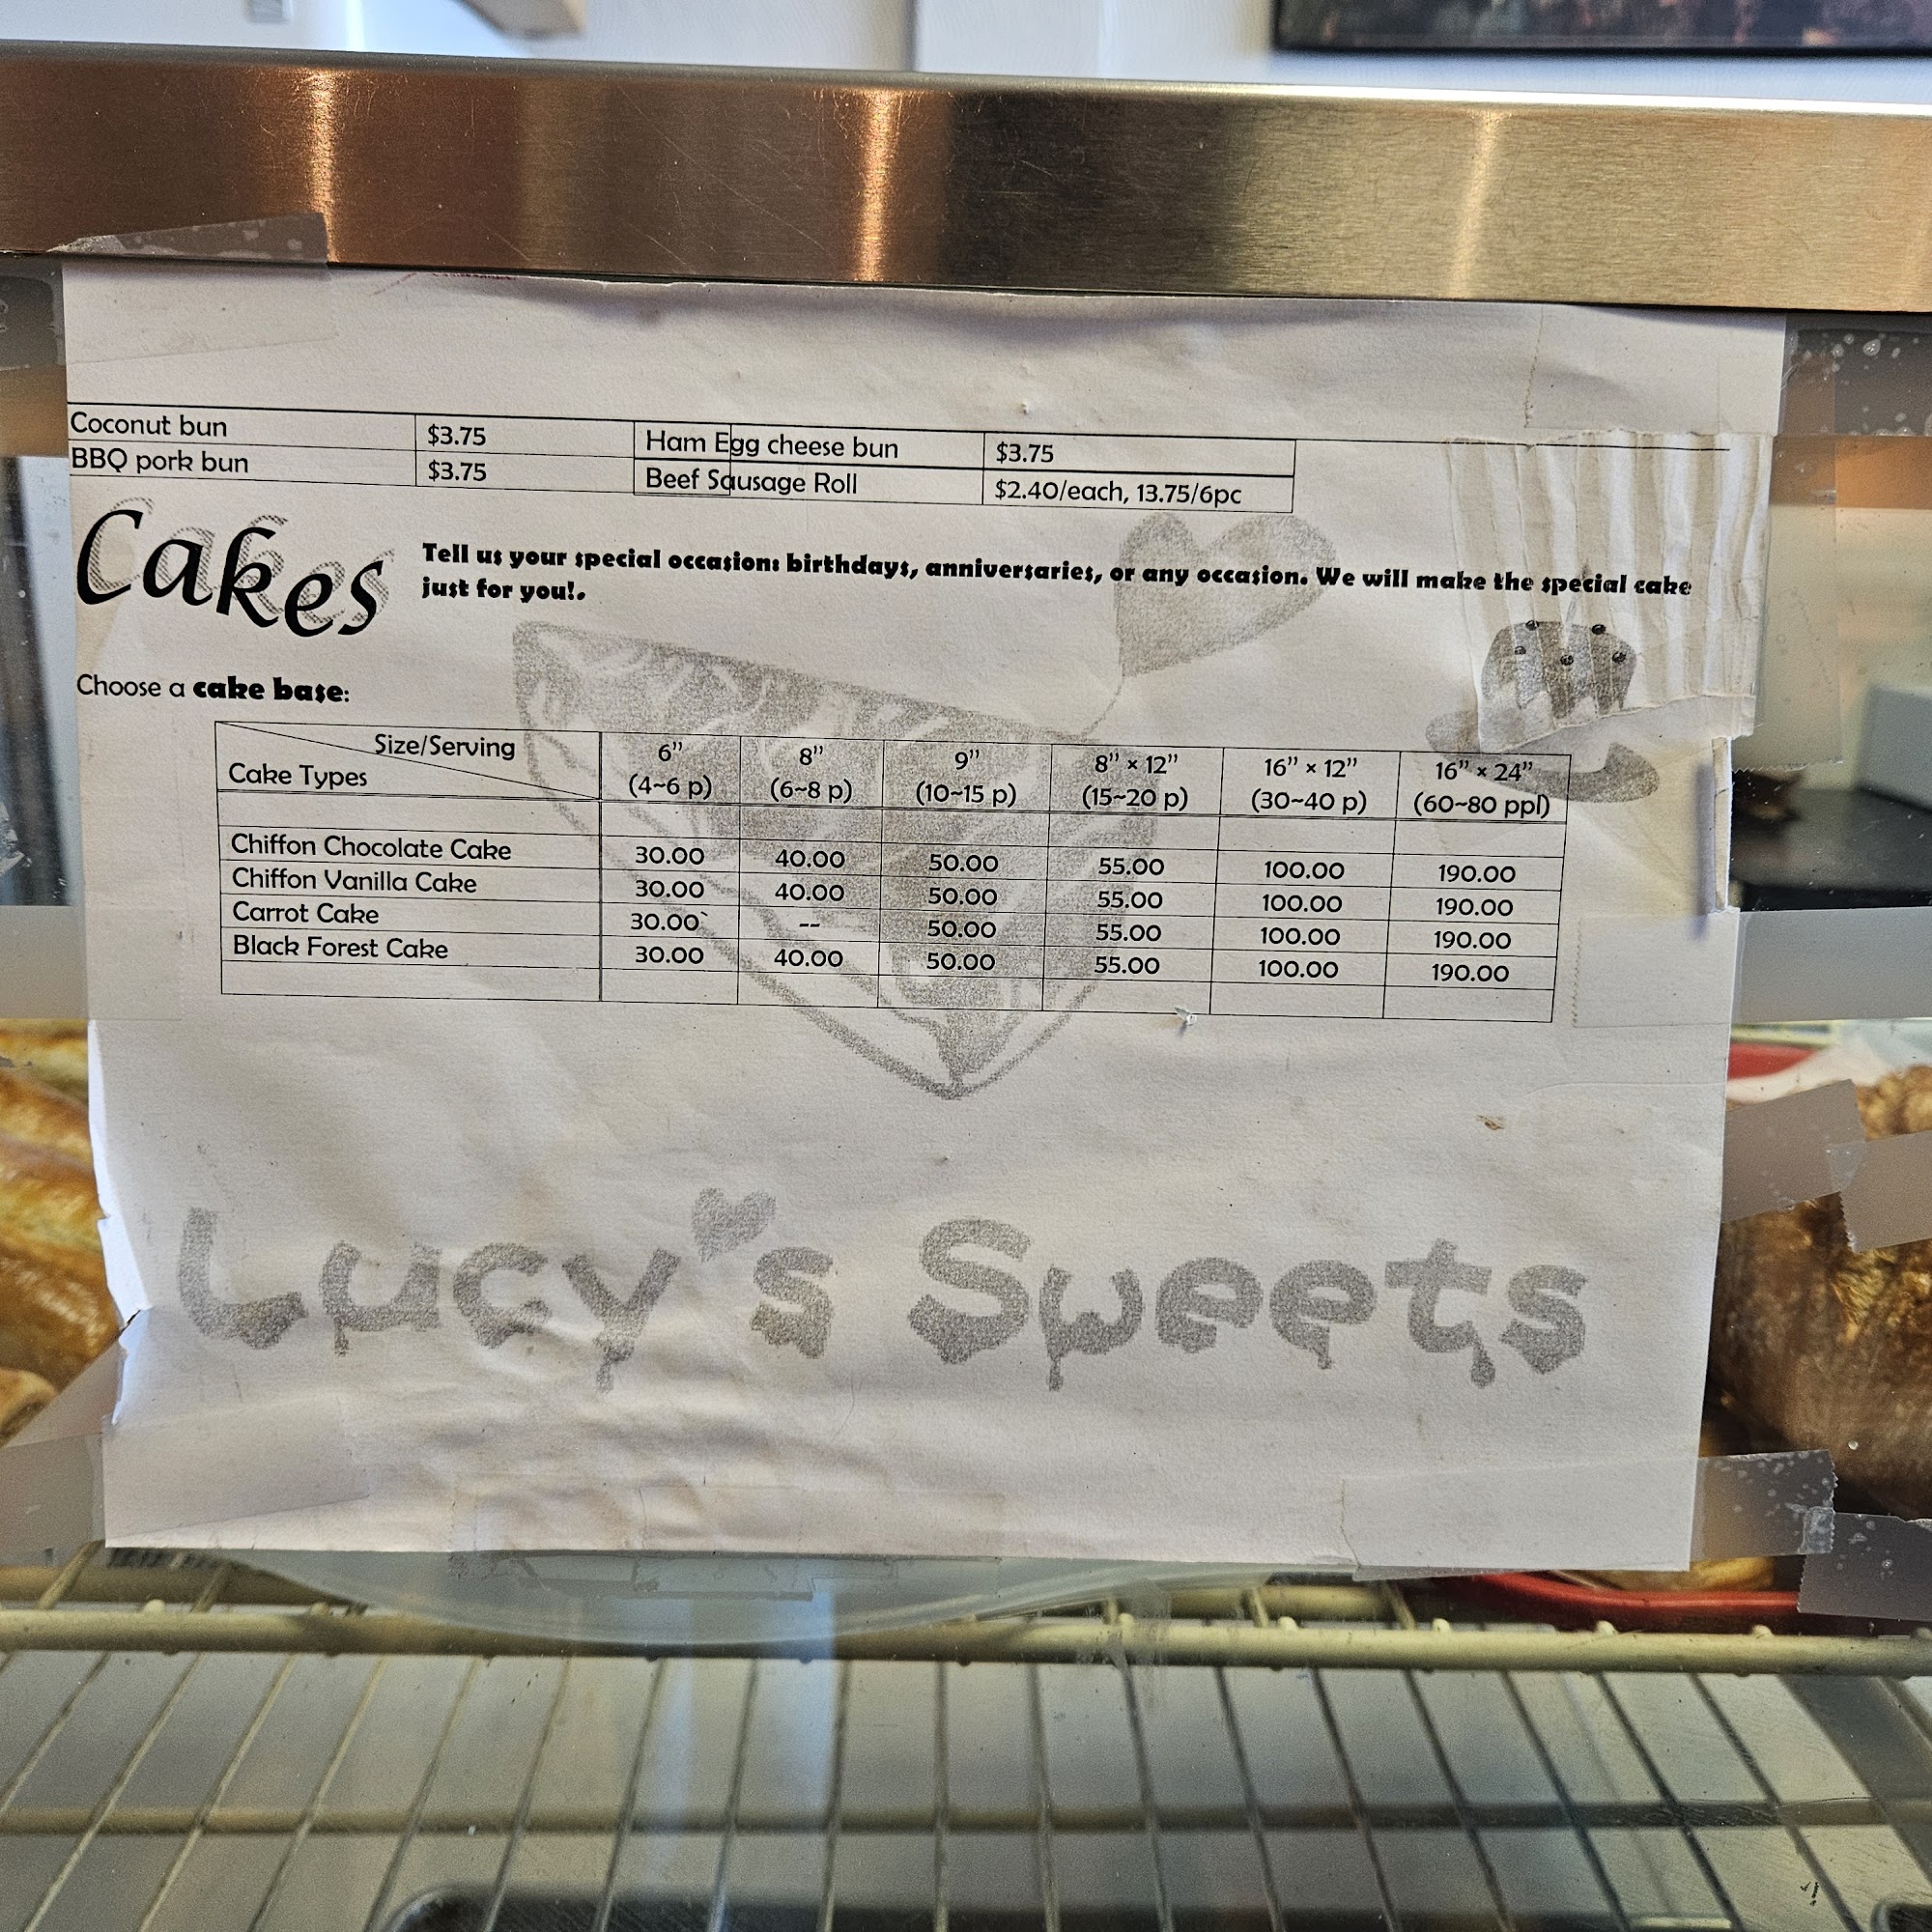 Coconut bun $3.75 Ham Egg cheese bun $3.75
BBQ pork bun $3.75 Beef Sausage Roll $2.40/each, 13.75/6pc
Cakes
Tell us your special occasion: birthdays, anniversaries, or any occasion. We will make the special cake
just for you!.
Choose a cake base:
Size/Serving 6” 8” 9” 8” × 12” 16” × 12” 16” × 24”
Cake Types (4~6 p) (6~8 p) (10~15 p) (15~20 p) (30~40 p) (60~80 ppl)
Chiffon Chocolate Cake 30.00 40.00 50.00 55.00 100.00 190.00
Chiffon Vanilla Cake 30.00 40.00 50.00 55.00 100.00 190.00
Carrot Cake 30.00` -- 50.00 55.00 100.00 190.00
Black Forest Cake 30.00 40.00 50.00 55.00 100.00 190.00
Lucy's Sweets